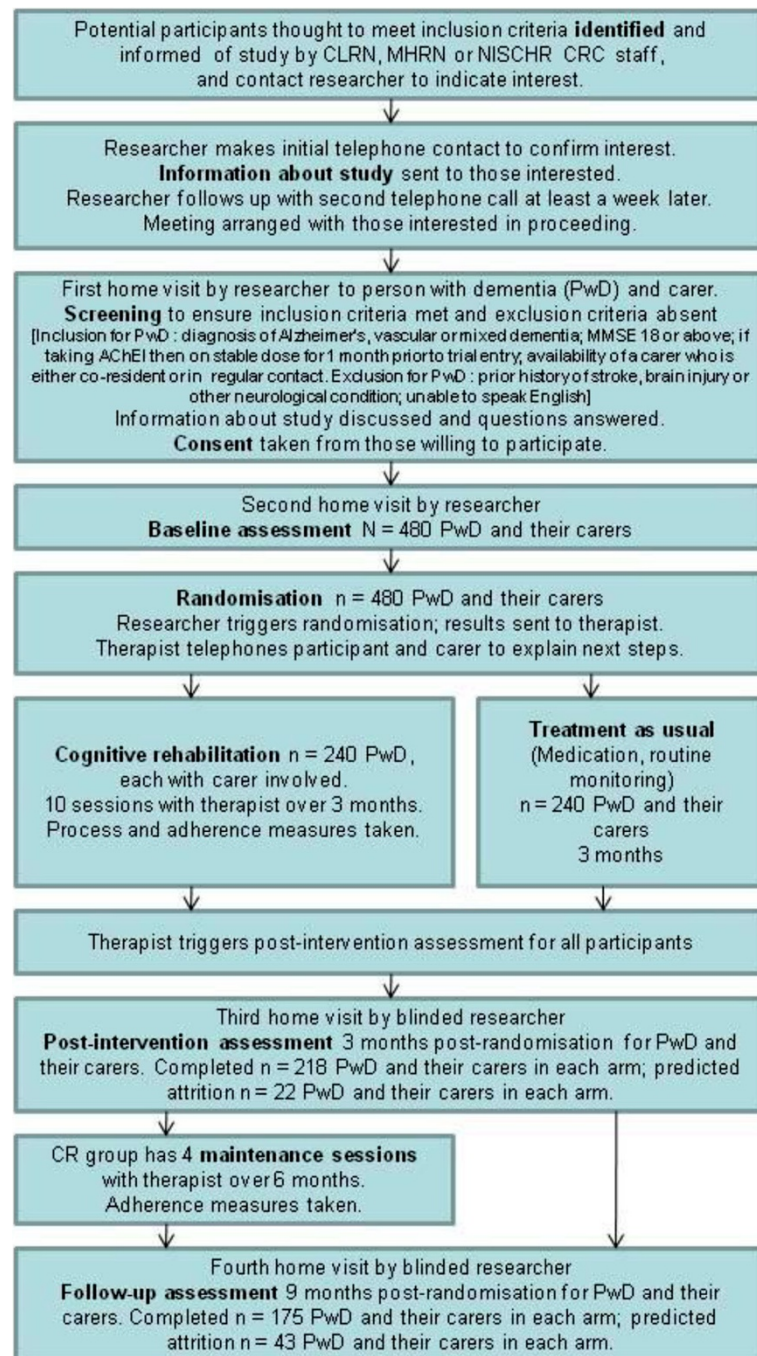 Potential participants thought to meet inclusion criteria identified and
informed of study by CLRN, MHRN or NISCHR CRC staff,
and contact researcher to indicate interest.
Researcher makes initial telephone contact to confirm interest.
Information about study sent to those interested.
Researcher follows up with second telephone call at least a week later.
Meeting arranged with those interested in proceeding.
First home visit by researcher to person with dementia (PwD) and carer.
Screening to ensure inclusion criteria met and exclusion criteria absent
[Inclusion for PwD : diagnosis of Alzheimer's, vascular or mixed dementia; MMSE 18 or above; if
taking AChEI then on stable dose for 1 month prior to trial entry; availability of a carer who is
either co-resident or in regular contact. Exclusion for PwD : prior history of stroke, brain injury or
other neurological condition; unable to speak English]
Information about study discussed and questions answered.
Consent taken from those willing to participate.
Second home visit by researcher
Baseline assessment N = 480 PwD and their carers
Randomisation n = 480 PwD and their carers
Researcher triggers randomisation; results sent to therapist.
Therapist telephones participant and carer to explain next steps.
Cognitive rehabilitation n = 240 PwD,
each with carer involved.
10 sessions with therapist over 3 months.
Process and adherence measures taken.
Treatment as usual
(Medication, routine
monitoring)
n = 240 PwD and their
carers
3 months
Therapist triggers post-intervention assessment for all participants
Third home visit by blinded researcher
Post-intervention assessment 3 months post-randomisation for PwD and
their carers. Completed n = 218 PwD and their carers in each arm; predicted
attrition n = 22 PwD and their carers in each arm.
CR group has 4 maintenance sessions
with therapist over 6 months.
Adherence measures taken.
Fourth home visit by blinded researcher
Follow-up assessment 9 months post-randomisation for PwD and their
carers. Completed n = 175 PwD and their carers in each arm; predicted
attrition n = 43 PwD and their carers in each arm.